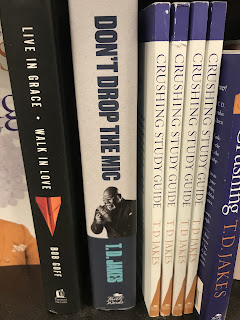 LIVE IN GRACE • WALK IN LOVE
BOB GOFF
DON'T DROP THE MIC
T.D. JAKES
CRUSHING STUDY GUIDE
T.D. JAKES
CRUSHING STUDY GUIDE
T.D. JAKES
CRUSHING STUDY GUIDE
T.D. JAKES
CRUSHING STUDY GUIDE
T.D. JAKES
Crushing
T.D. JAKES